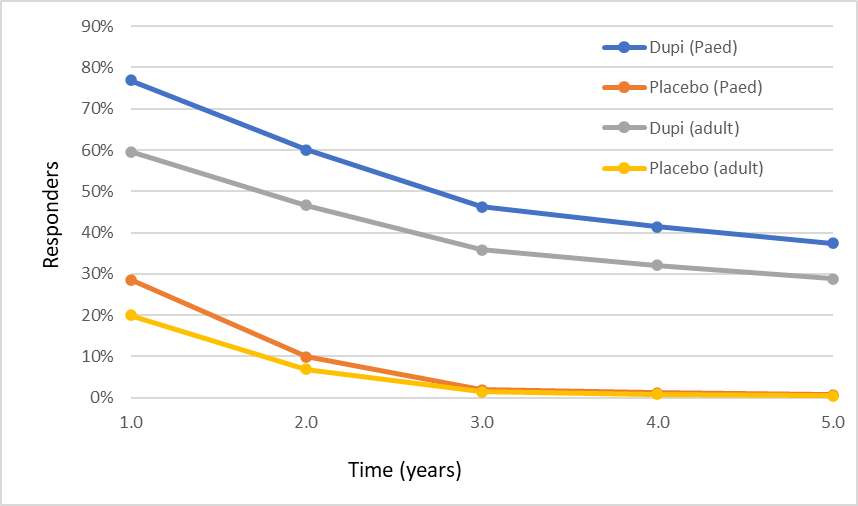 90%
80%
70%
60%
50%
40%
30%
20%
10%
0%
Responders
Dupi (Paed)
Placebo (Paed)
Dupi (adult)
Placebo (adult)
1.0 2.0 3.0 4.0 5.0
Time (years)